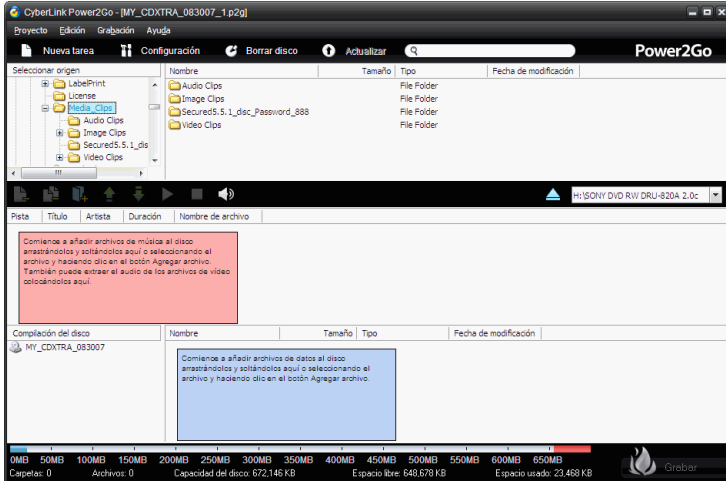 CyberLink Power2Go - [MY_CDXTRA_083007_1.p2g]
Proyecto Edición Grabación Ayuda
Nueva tarea Configuración Borrar disco Actualizar Power2Go
Seleccionar origen Nombre Tamaño Tipo Fecha de modificación
LabelPrint
License
Media_Clips
Audio Clips
Image Clips
Secured5.5.1_dis
Video Clips
Audio Clips File Folder
Image Clips File Folder
Secured5.5.1_disc_Password_888 File Folder
Video Clips File Folder
H:\SONY DVD RW DRU-820A 2.0c
Pista Título Artista Duración Nombre de archivo
Comience a añadir archivos de música al disco
arrastrándolos y soltándolos aquí o seleccionando el
archivo y haciendo clic en el botón Agregar archivo.
También puede extraer el audio de los archivos de vídeo
colocándolos aquí.
Compilación del disco Nombre Tamaño Tipo Fecha de modificación
MY_CDXTRA_083007
Comience a añadir archivos de datos al disco
arrastrándolos y soltándolos aquí o seleccionando el
archivo y haciendo clic en el botón Agregar archivo.
0MB 50MB 100MB 150MB 200MB 250MB 300MB 350MB 400MB 450MB 500MB 550MB 600MB 650MB
Carpetas: 0 Archivos: 0 Capacidad del disco: 672,146 KB Espacio libre: 648,678 KB Espacio usado: 23,468 KB
Grabar